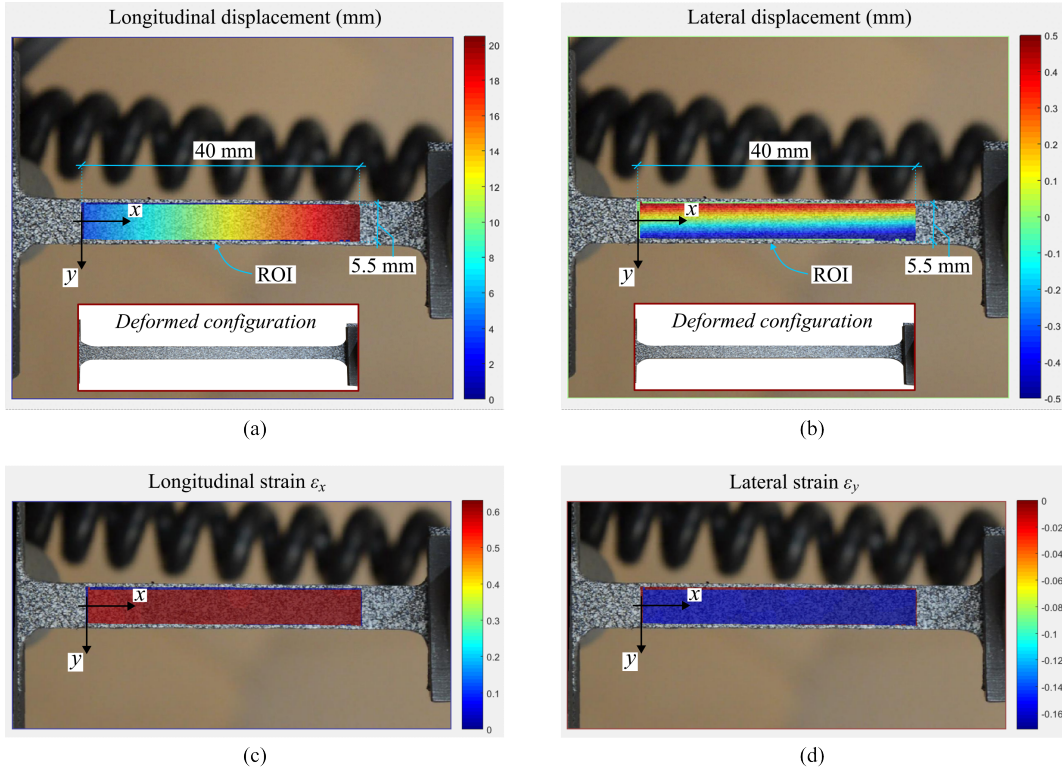 Longitudinal displacement (mm)
40 mm
x
y
5.5 mm
ROI
Deformed configuration
20
18
16
14
12
10
8
6
4
2
0
(a)
Lateral displacement (mm)
40 mm
x
y
5.5 mm
ROI
Deformed configuration
0.5
0.4
0.3
0.2
0.1
0
-0.1
-0.2
-0.3
-0.4
-0.5
(b)
Longitudinal strain εx
x
y
0.6
0.5
0.4
0.3
0.2
0.1
0
(c)
Lateral strain εy
x
y
0
-0.02
-0.04
-0.06
-0.08
-0.1
-0.12
-0.14
-0.16
(d)